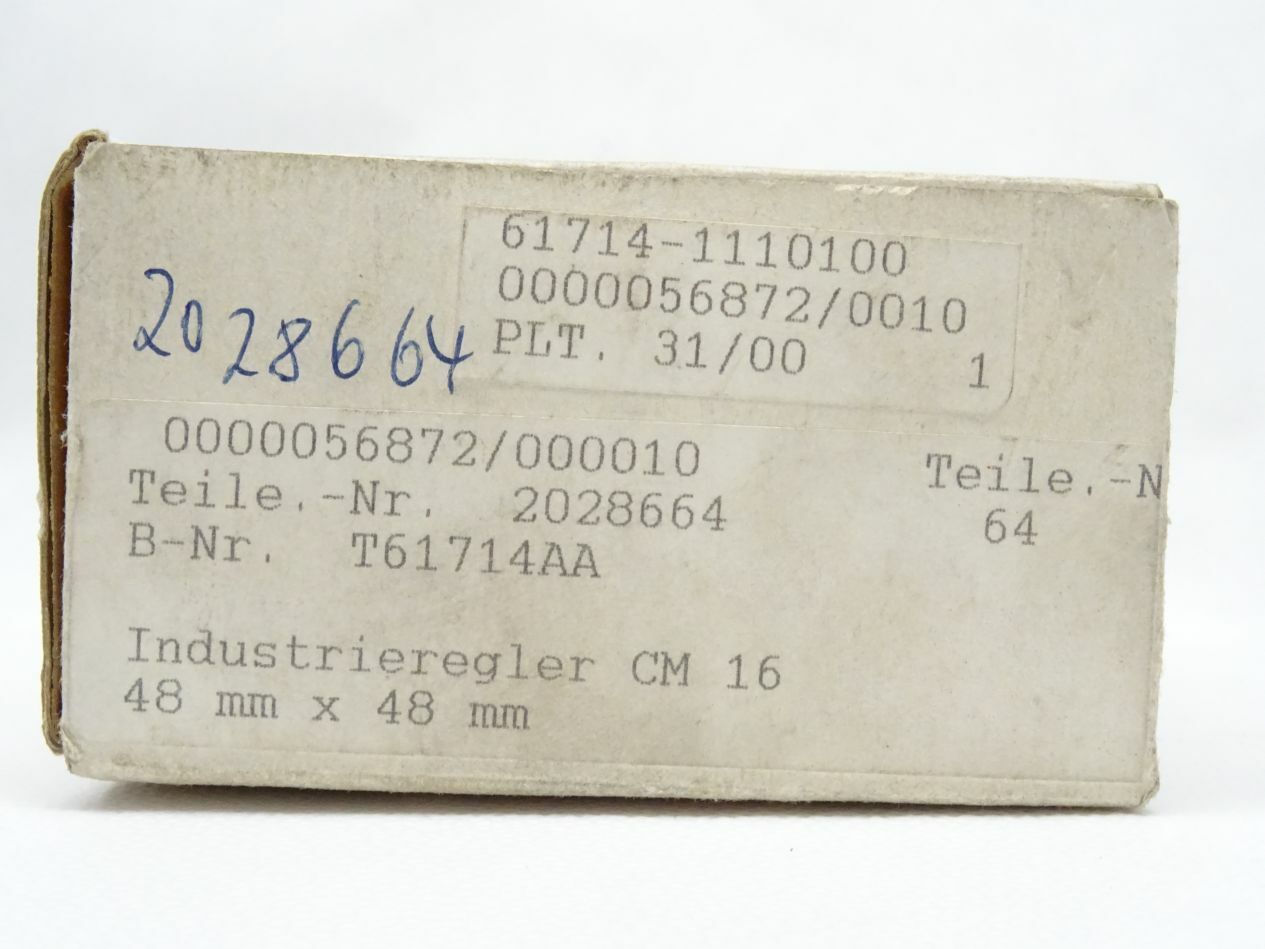 61714-1110100
0000056872/0010
PLT. 31/00 1
2028664
0000056872/000010
Teile.-Nr. 2028664 Teile.-N
B-Nr. T61714AA 64
Industrieregler CM 16
48 mm x 48 mm